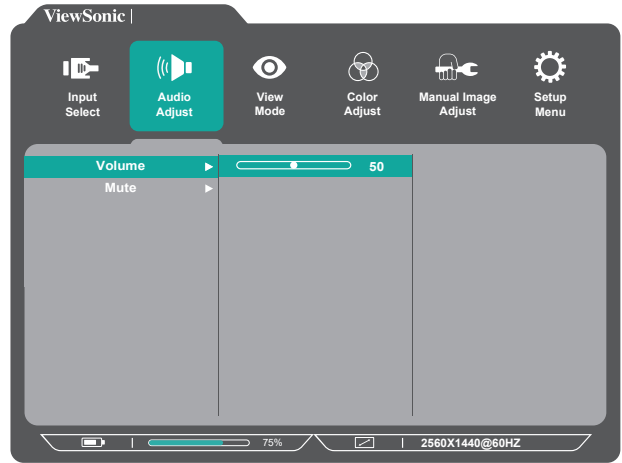 ViewSonic |
Input Select
Audio Adjust
View Mode
Color Adjust
Manual Image Adjust
Setup Menu
Volume
50
Mute
75%
2560X1440@60HZ